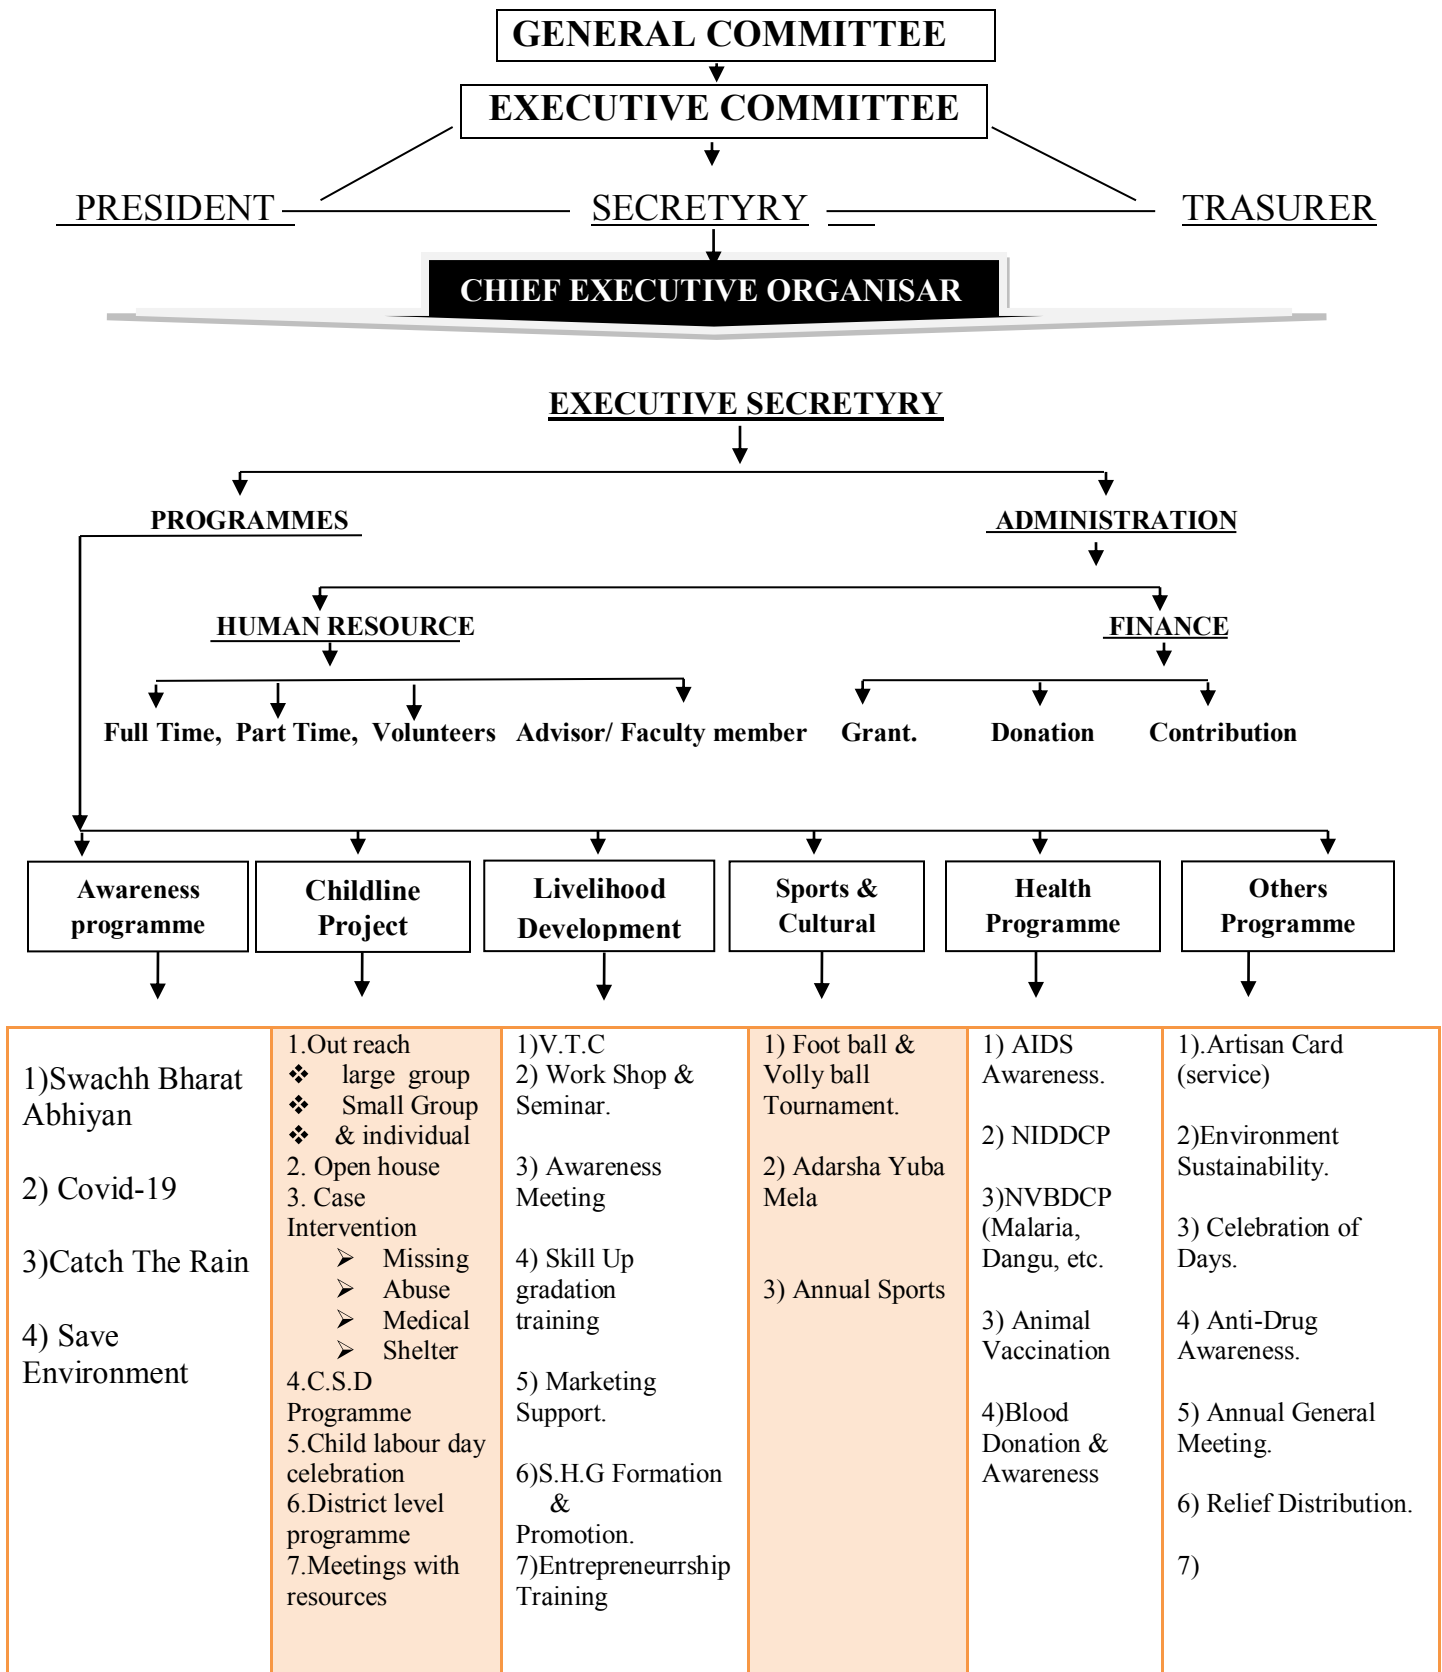 GENERAL COMMITTEE
EXECUTIVE COMMITTEE
PRESIDENT SECRETYRY TRASURER
CHIEF EXECUTIVE ORGANISAR
EXECUTIVE SECRETYRY
PROGRAMMES ADMINISTRATION
HUMAN RESOURCE FINANCE
Full Time, Part Time, Volunteers Advisor/ Faculty member Grant. Donation Contribution
Awareness
programme
Childline
Project
Livelihood
Development
Sports &
Cultural
Health
Programme
Others
Programme
1)Swachh Bharat
Abhiyan
2) Covid-19
3)Catch The Rain
4) Save
Environment
1.Out reach
❖ large group
❖ Small Group
❖ & individual
2. Open house
3. Case
Intervention
➢ Missing
➢ Abuse
➢ Medical
➢ Shelter
4.C.S.D
Programme
5.Child labour day
celebration
6.District level
programme
7.Meetings with
resources
1)V.T.C
2) Work Shop &
Seminar.
3) Awareness
Meeting
4) Skill Up
gradation
training
5) Marketing
Support.
6)S.H.G Formation
&
Promotion.
7)Entrepreneurrship
Training
1) Foot ball &
Volly ball
Tournament.
2) Adarsha Yuba
Mela
3) Annual Sports
1) AIDS
Awareness.
2) NIDDCP
3)NVBDCP
(Malaria,
Dangu, etc.
3) Animal
Vaccination
4)Blood
Donation &
Awareness
1).Artisan Card
(service)
2)Environment
Sustainability.
3) Celebration of
Days.
4) Anti-Drug
Awareness.
5) Annual General
Meeting.
6) Relief Distribution.
7)